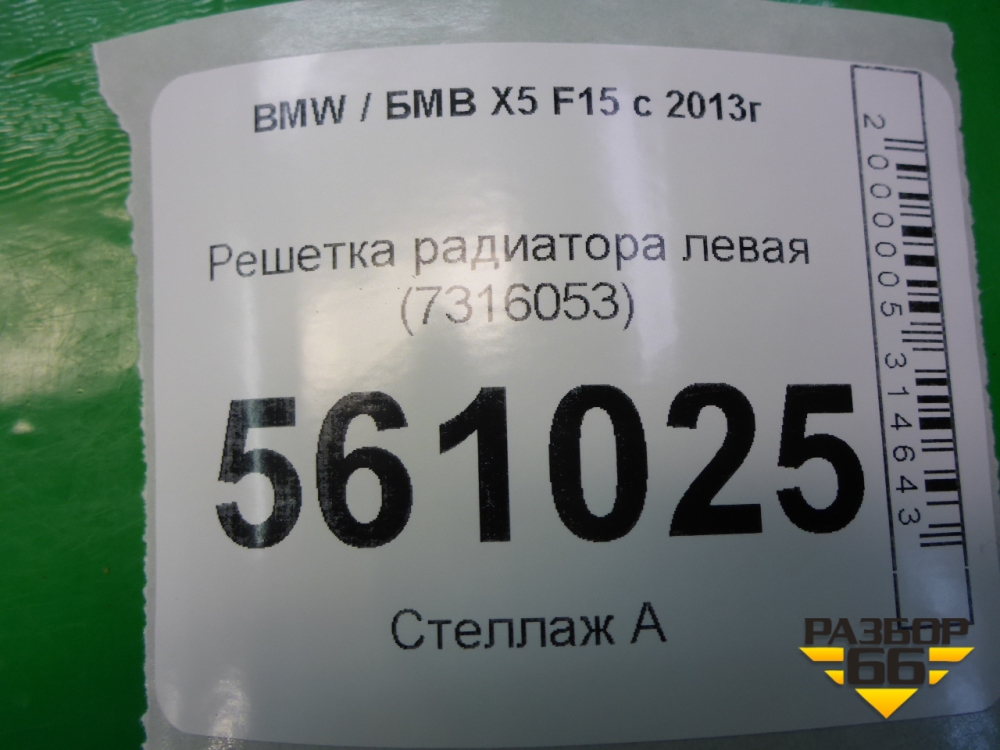 BMW / БМВ X5 F15 с 2013г
Решетка радиатора левая
(7316053)
561025
Стеллаж А
2000005314643
РАЗБОР
66